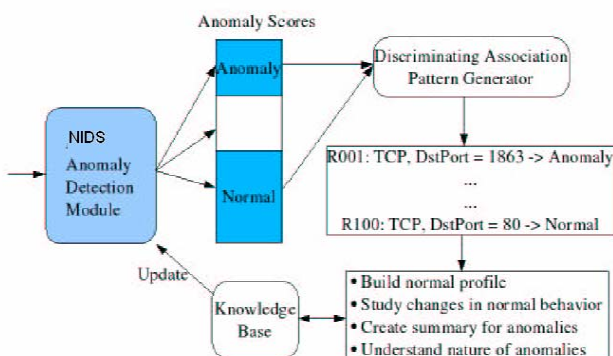 Anomaly Scores
Anomaly
Normal
NIDS
Anomaly
Detection
Module
Discriminating Association
Pattern Generator
R001: TCP, DstPort = 1863 -> Anomaly
...
...
R100: TCP, DstPort = 80 -> Normal
Update
Knowledge
Base
• Build normal profile
• Study changes in normal behavior
• Create summary for anomalies
• Understand nature of anomalies